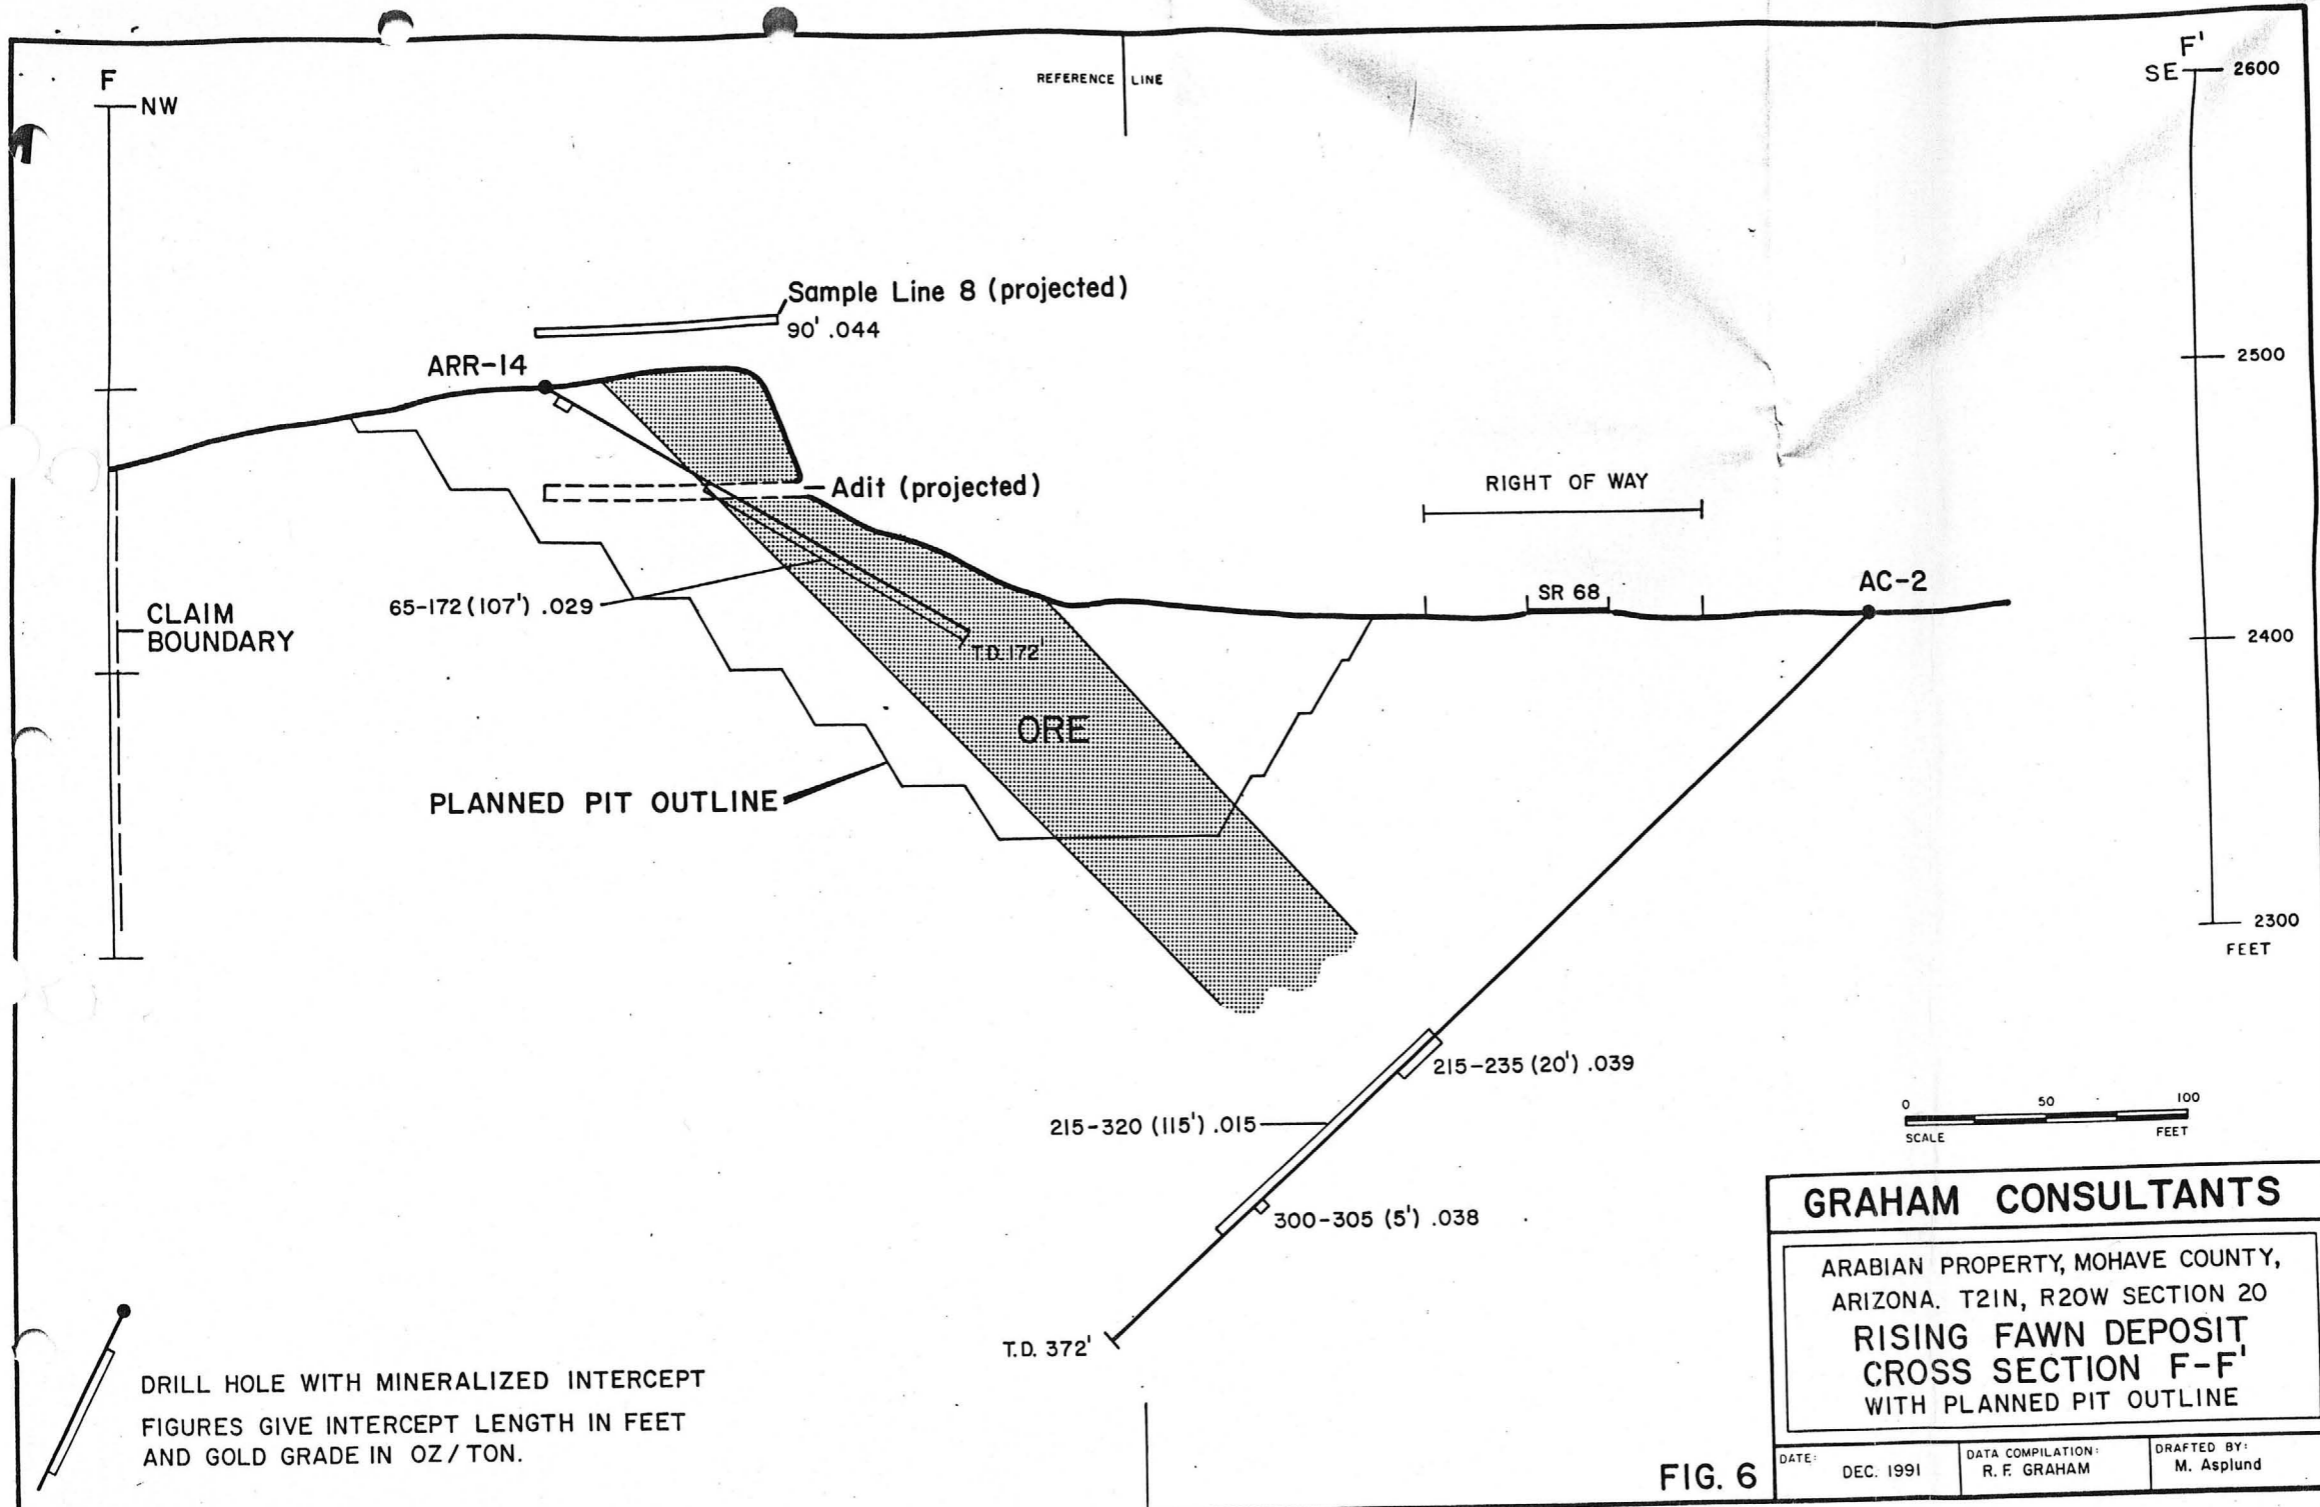 F
NW
REFERENCE LINE
F'
SE
2600
Sample Line 8 (projected)
90' .044
ARR-14
2500
Adit (projected)
RIGHT OF WAY
SR 68
AC-2
65-172 (107') .029
CLAIM
BOUNDARY
T.D. 172'
2400
ORE
PLANNED PIT OUTLINE
2300
FEET
215-235 (20') .039
215-320 (115') .015
300-305 (5') .038
T.D. 372'
0 50 100
SCALE FEET
DRILL HOLE WITH MINERALIZED INTERCEPT
FIGURES GIVE INTERCEPT LENGTH IN FEET
AND GOLD GRADE IN OZ/TON.
GRAHAM CONSULTANTS
ARABIAN PROPERTY, MOHAVE COUNTY,
ARIZONA. T21N, R20W SECTION 20
RISING FAWN DEPOSIT
CROSS SECTION F-F'
WITH PLANNED PIT OUTLINE
FIG. 6
DATE:
DEC. 1991
DATA COMPILATION:
R. F. GRAHAM
DRAFTED BY:
M. Asplund